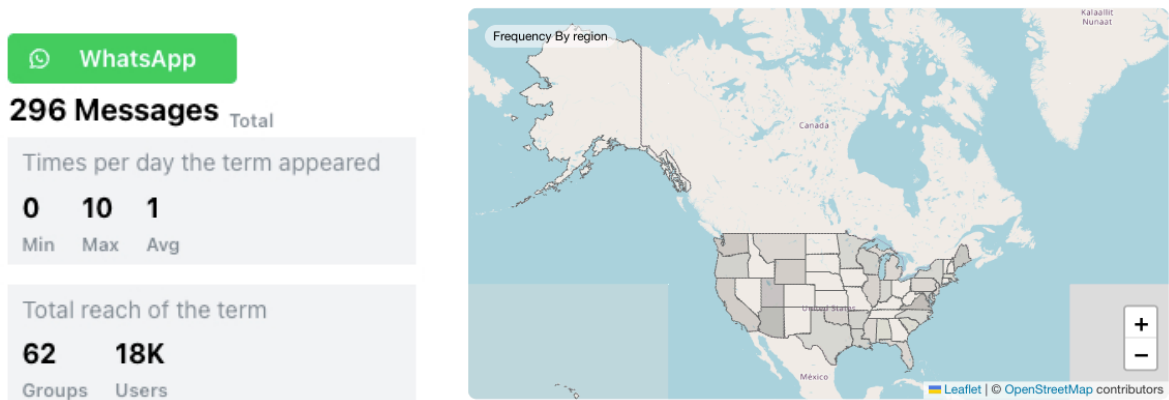 WhatsApp
296 Messages Total
Times per day the term appeared
0 10 1
Min Max Avg
Total reach of the term
62 18K
Groups Users
Frequency By region
Kalaallit
Nunaat
Canada
United States
México
+
−
Leaflet | © OpenStreetMap contributors